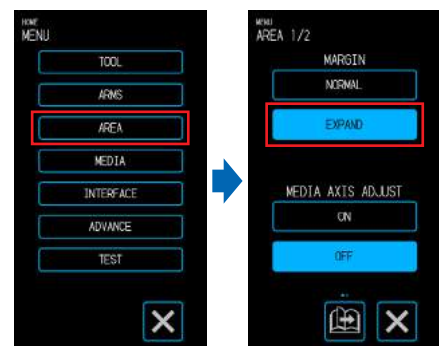 HOME
MENU
TOOL
ARMS
AREA
MEDIA
INTERFACE
ADVANCE
TEST
MENU
AREA 1/2
MARGIN
NORMAL
EXPAND
MEDIA AXIS ADJUST
ON
OFF